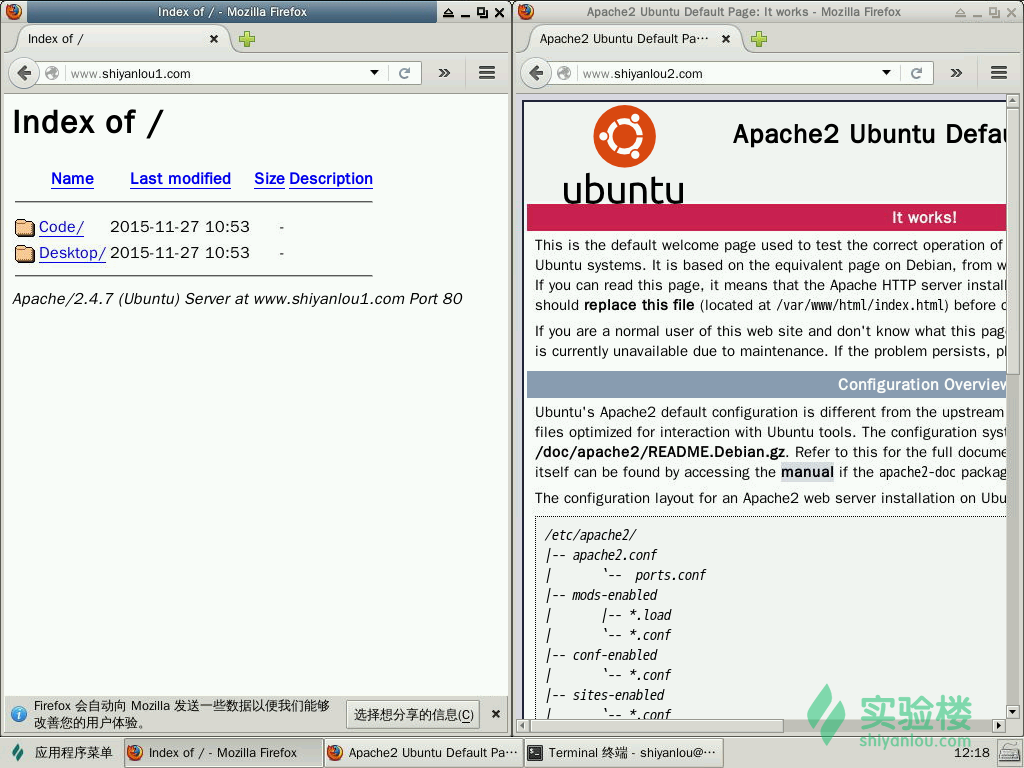 Index of / - Mozilla Firefox
Index of /
www.shiyanlou1.com
Index of /
Name Last modified Size Description
Code/ 2015-11-27 10:53 -
Desktop/ 2015-11-27 10:53 -
Apache/2.4.7 (Ubuntu) Server at www.shiyanlou1.com Port 80
Firefox 会自动向 Mozilla 发送一些数据以便我们能够
改善您的用户体验。
选择想分享的信息(C)
Apache2 Ubuntu Default Page: It works - Mozilla Firefox
Apache2 Ubuntu Default Pa···
www.shiyanlou2.com
ubuntu
Apache2 Ubuntu Defau
It works!
This is the default welcome page used to test the correct operation of
Ubuntu systems. It is based on the equivalent page on Debian, from w
If you can read this page, it means that the Apache HTTP server install
should replace this file (located at /var/www/html/index.html) before c
If you are a normal user of this web site and don't know what this pag
is currently unavailable due to maintenance. If the problem persists, pl
Configuration Overview
Ubuntu's Apache2 default configuration is different from the upstream
files optimized for interaction with Ubuntu tools. The configuration syst
/doc/apache2/README.Debian.gz. Refer to this for the full docume
itself can be found by accessing the manual if the apache2-doc packag
The configuration layout for an Apache2 web server installation on Ubu
/etc/apache2/
|-- apache2.conf
|       `--  ports.conf
|-- mods-enabled
|       |-- *.load
|       `-- *.conf
|-- conf-enabled
|       `-- *.conf
|-- sites-enabled
|       `-- *.conf
实验楼
shiyanlou.com
应用程序菜单
Index of / - Mozilla Firefox
Apache2 Ubuntu Default Pa···
Terminal 终端 - shiyanlou@···
12:18